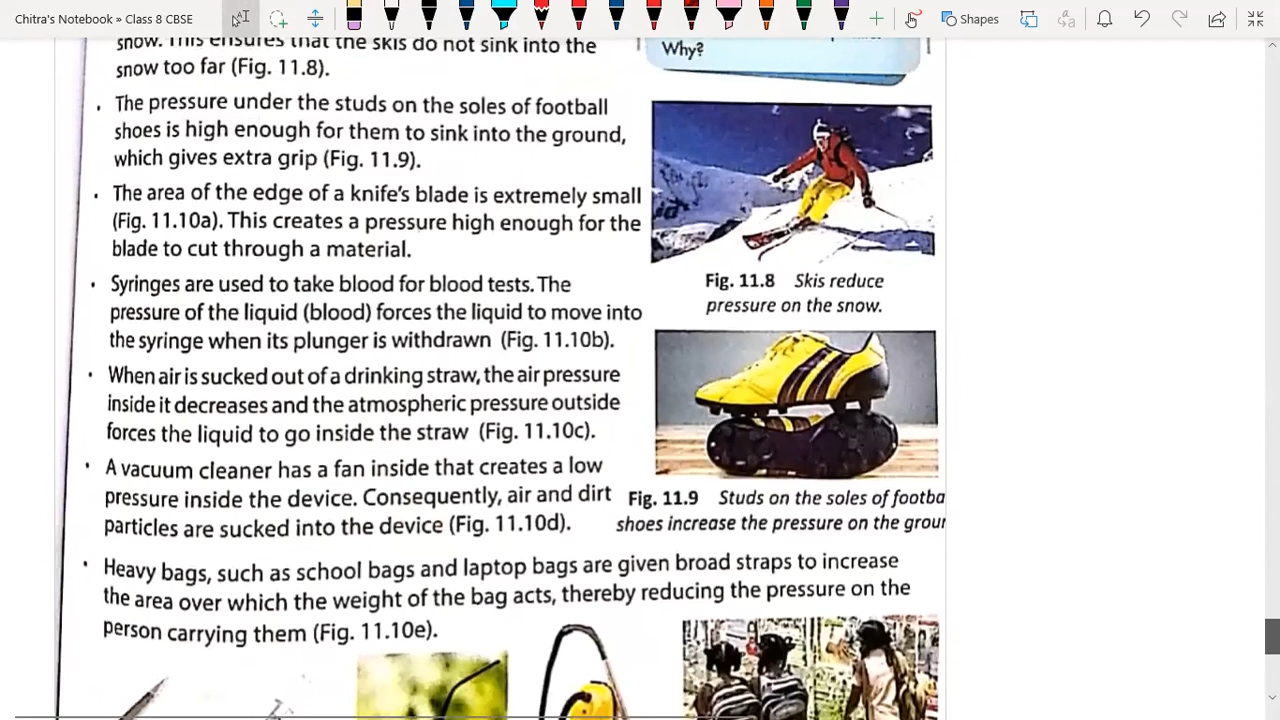 Chitra's Notebook » Class 8 CBSE
Shapes
snow. This ensures that the skis do not sink into the
snow too far (Fig. 11.8).
Why?
• The pressure under the studs on the soles of football
shoes is high enough for them to sink into the ground,
which gives extra grip (Fig. 11.9).
• The area of the edge of a knife's blade is extremely small
(Fig. 11.10a). This creates a pressure high enough for the
blade to cut through a material.
• Syringes are used to take blood for blood tests. The
pressure of the liquid (blood) forces the liquid to move into
the syringe when its plunger is withdrawn (Fig. 11.10b).
• When air is sucked out of a drinking straw, the air pressure
inside it decreases and the atmospheric pressure outside
forces the liquid to go inside the straw (Fig. 11.10c).
• A vacuum cleaner has a fan inside that creates a low
pressure inside the device. Consequently, air and dirt
particles are sucked into the device (Fig. 11.10d).
Fig. 11.8 Skis reduce
pressure on the snow.
Fig. 11.9 Studs on the soles of footba
shoes increase the pressure on the grour
• Heavy bags, such as school bags and laptop bags are given broad straps to increase
the area over which the weight of the bag acts, thereby reducing the pressure on the
person carrying them (Fig. 11.10e).